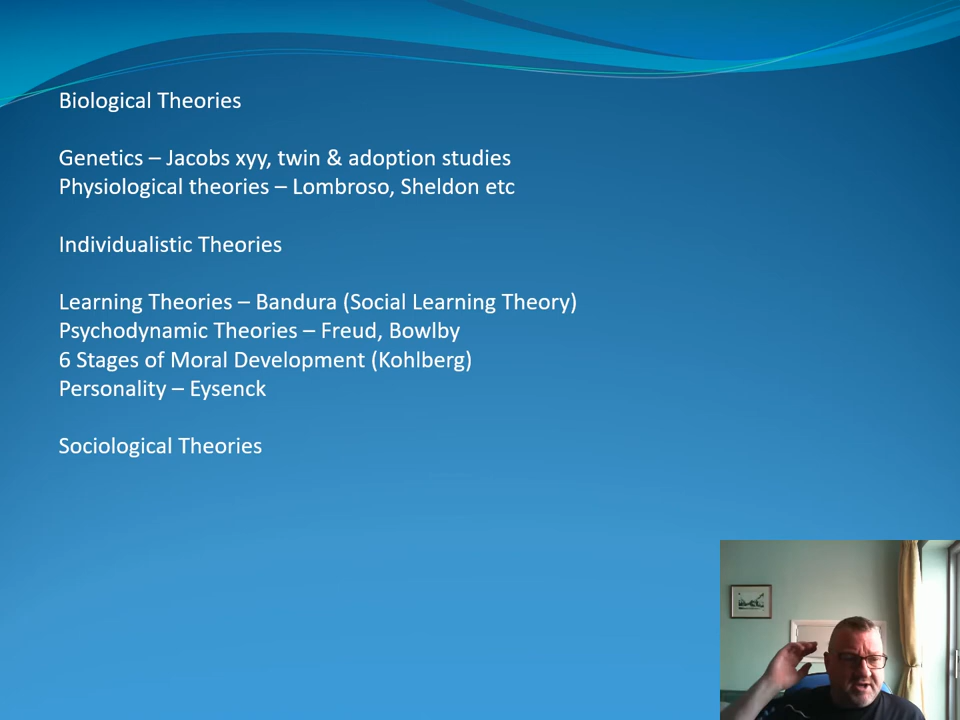 Biological Theories
Genetics – Jacobs xyy, twin & adoption studies
Physiological theories – Lombroso, Sheldon etc
Individualistic Theories
Learning Theories – Bandura (Social Learning Theory)
Psychodynamic Theories – Freud, Bowlby
6 Stages of Moral Development (Kohlberg)
Personality – Eysenck
Sociological Theories